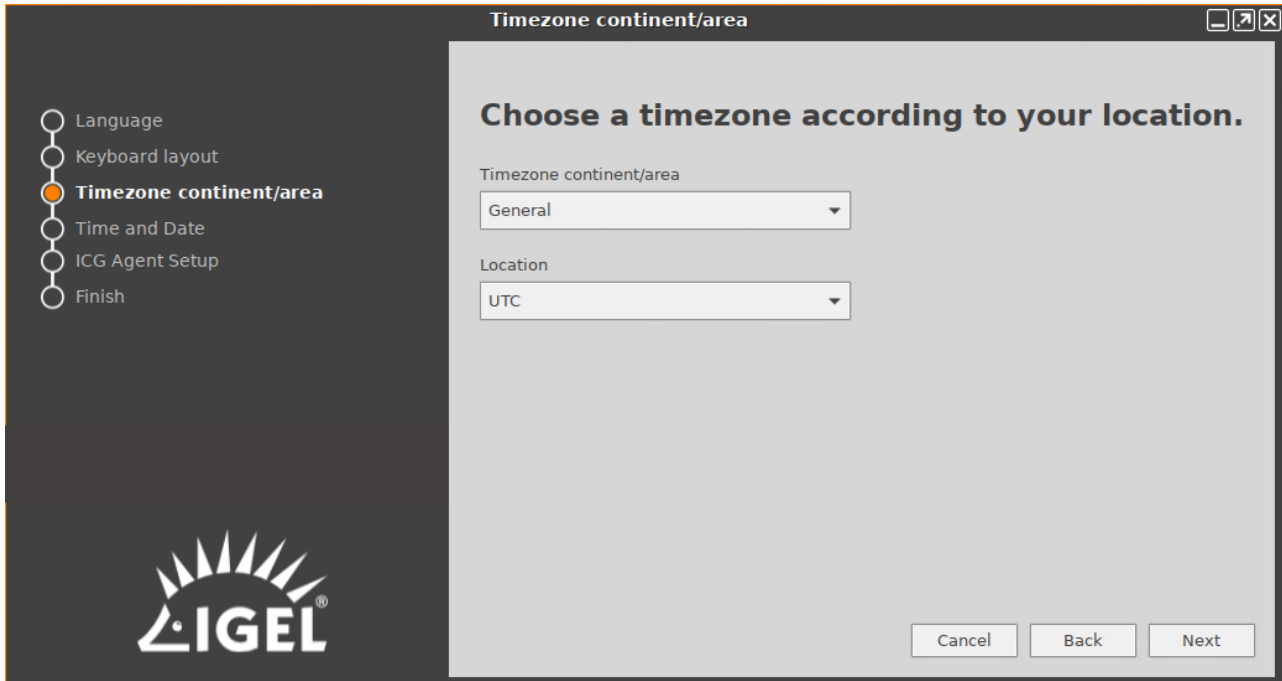 Timezone continent/area
Language
Keyboard layout
Timezone continent/area
Time and Date
ICG Agent Setup
Finish
IGEL®
Choose a timezone according to your location.
Timezone continent/area
General
Location
UTC
Cancel
Back
Next